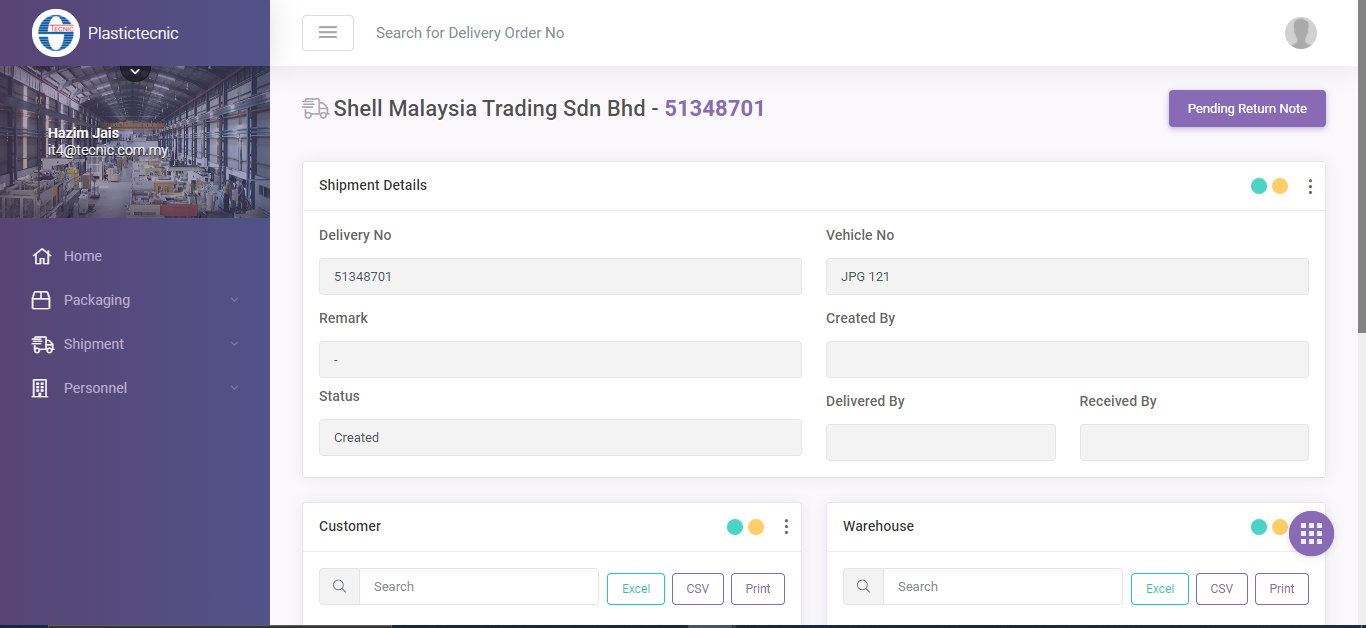 TECNIC
Plastictecnic
Search for Delivery Order No
Hazim Jais
it4@tecnic.com.my
Home
Packaging
Shipment
Personnel
Shell Malaysia Trading Sdn Bhd - 51348701
Pending Return Note
Shipment Details
Delivery No
Vehicle No
51348701
JPG 121
Remark
Created By
-
Status
Delivered By
Received By
Created
Customer
Warehouse
Search
Excel
CSV
Print
Search
Excel
CSV
Print